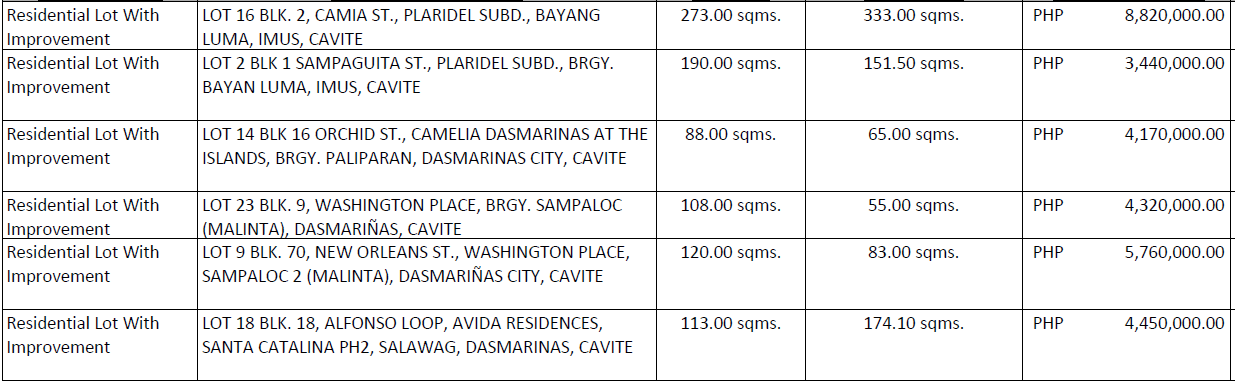 Residential Lot With LOT 16 BLK. 2, CAMIA ST., PLARIDEL SUBD., BAYANG 273.00 sqms. 333.00 sqms. PHP 8,820,000.00
Improvement LUMA, IMUS, CAVITE
Residential Lot With LOT 2 BLK 1 SAMPAGUITA ST., PLARIDEL SUBD., BRGY. 190.00 sqms. 151.50 sqms. PHP 3,440,000.00
Improvement BAYAN LUMA, IMUS, CAVITE
Residential Lot With LOT 14 BLK 16 ORCHID ST., CAMELIA DASMARINAS AT THE 88.00 sqms. 65.00 sqms. PHP 4,170,000.00
Improvement ISLANDS, BRGY. PALIPARAN, DASMARINAS CITY, CAVITE
Residential Lot With LOT 23 BLK. 9, WASHINGTON PLACE, BRGY. SAMPALOC 108.00 sqms. 55.00 sqms. PHP 4,320,000.00
Improvement (MALINTA), DASMARIÑAS, CAVITE
Residential Lot With LOT 9 BLK. 70, NEW ORLEANS ST., WASHINGTON PLACE, 120.00 sqms. 83.00 sqms. PHP 5,760,000.00
Improvement SAMPALOC 2 (MALINTA), DASMARIÑAS CITY, CAVITE
Residential Lot With LOT 18 BLK. 18, ALFONSO LOOP, AVIDA RESIDENCES, 113.00 sqms. 174.10 sqms. PHP 4,450,000.00
Improvement SANTA CATALINA PH2, SALAWAG, DASMARINAS, CAVITE